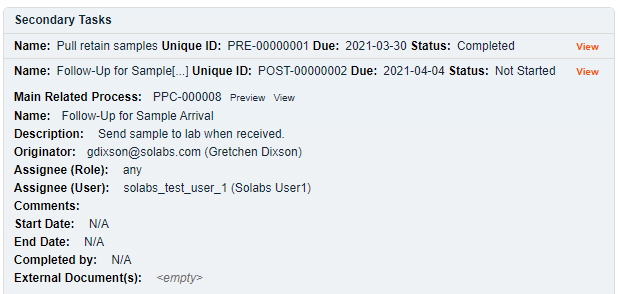 Secondary Tasks
Name: Pull retain samples Unique ID: PRE-00000001 Due: 2021-03-30 Status: Completed View
Name: Follow-Up for Sample[...] Unique ID: POST-00000002 Due: 2021-04-04 Status: Not Started View
Main Related Process: PPC-000008 Preview View
Name: Follow-Up for Sample Arrival
Description: Send sample to lab when received.
Originator: gdixson@solabs.com (Gretchen Dixson)
Assignee (Role): any
Assignee (User): solabs_test_user_1 (Solabs User1)
Comments:
Start Date: N/A
End Date: N/A
Completed by: N/A
External Document(s): <empty>